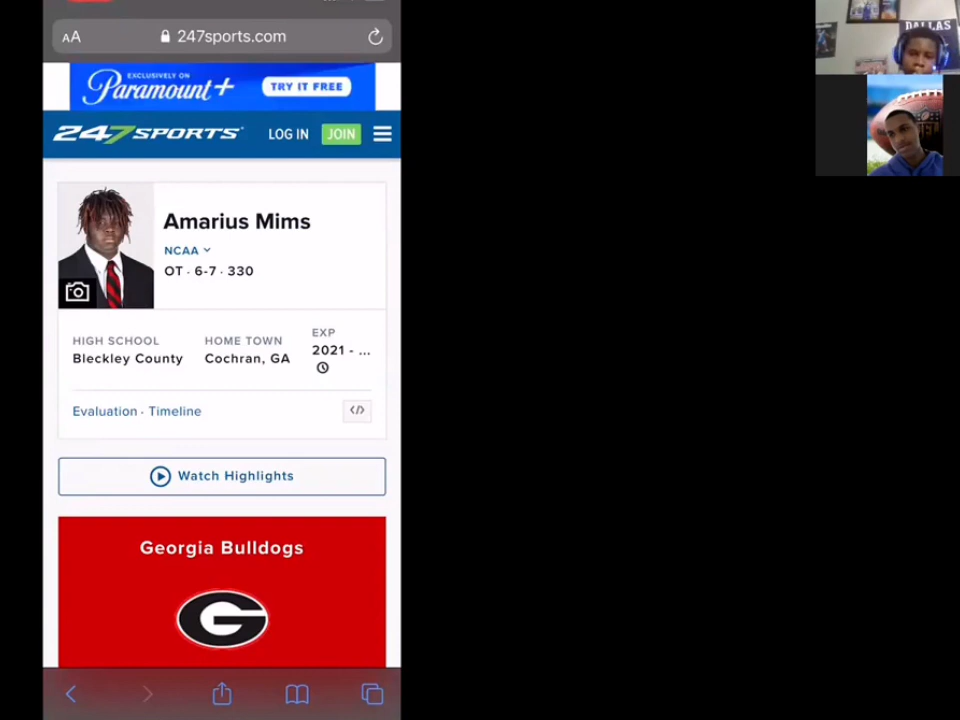 AA 247sports.com
EXCLUSIVELY ON
Paramount+ TRY IT FREE
247SPORTS LOG IN JOIN
Amarius Mims
NCAA
OT · 6-7 · 330
HIGH SCHOOL HOME TOWN EXP
Bleckley County Cochran, GA 2021 - ...
Evaluation · Timeline </>
Watch Highlights
Georgia Bulldogs
G
DALLAS